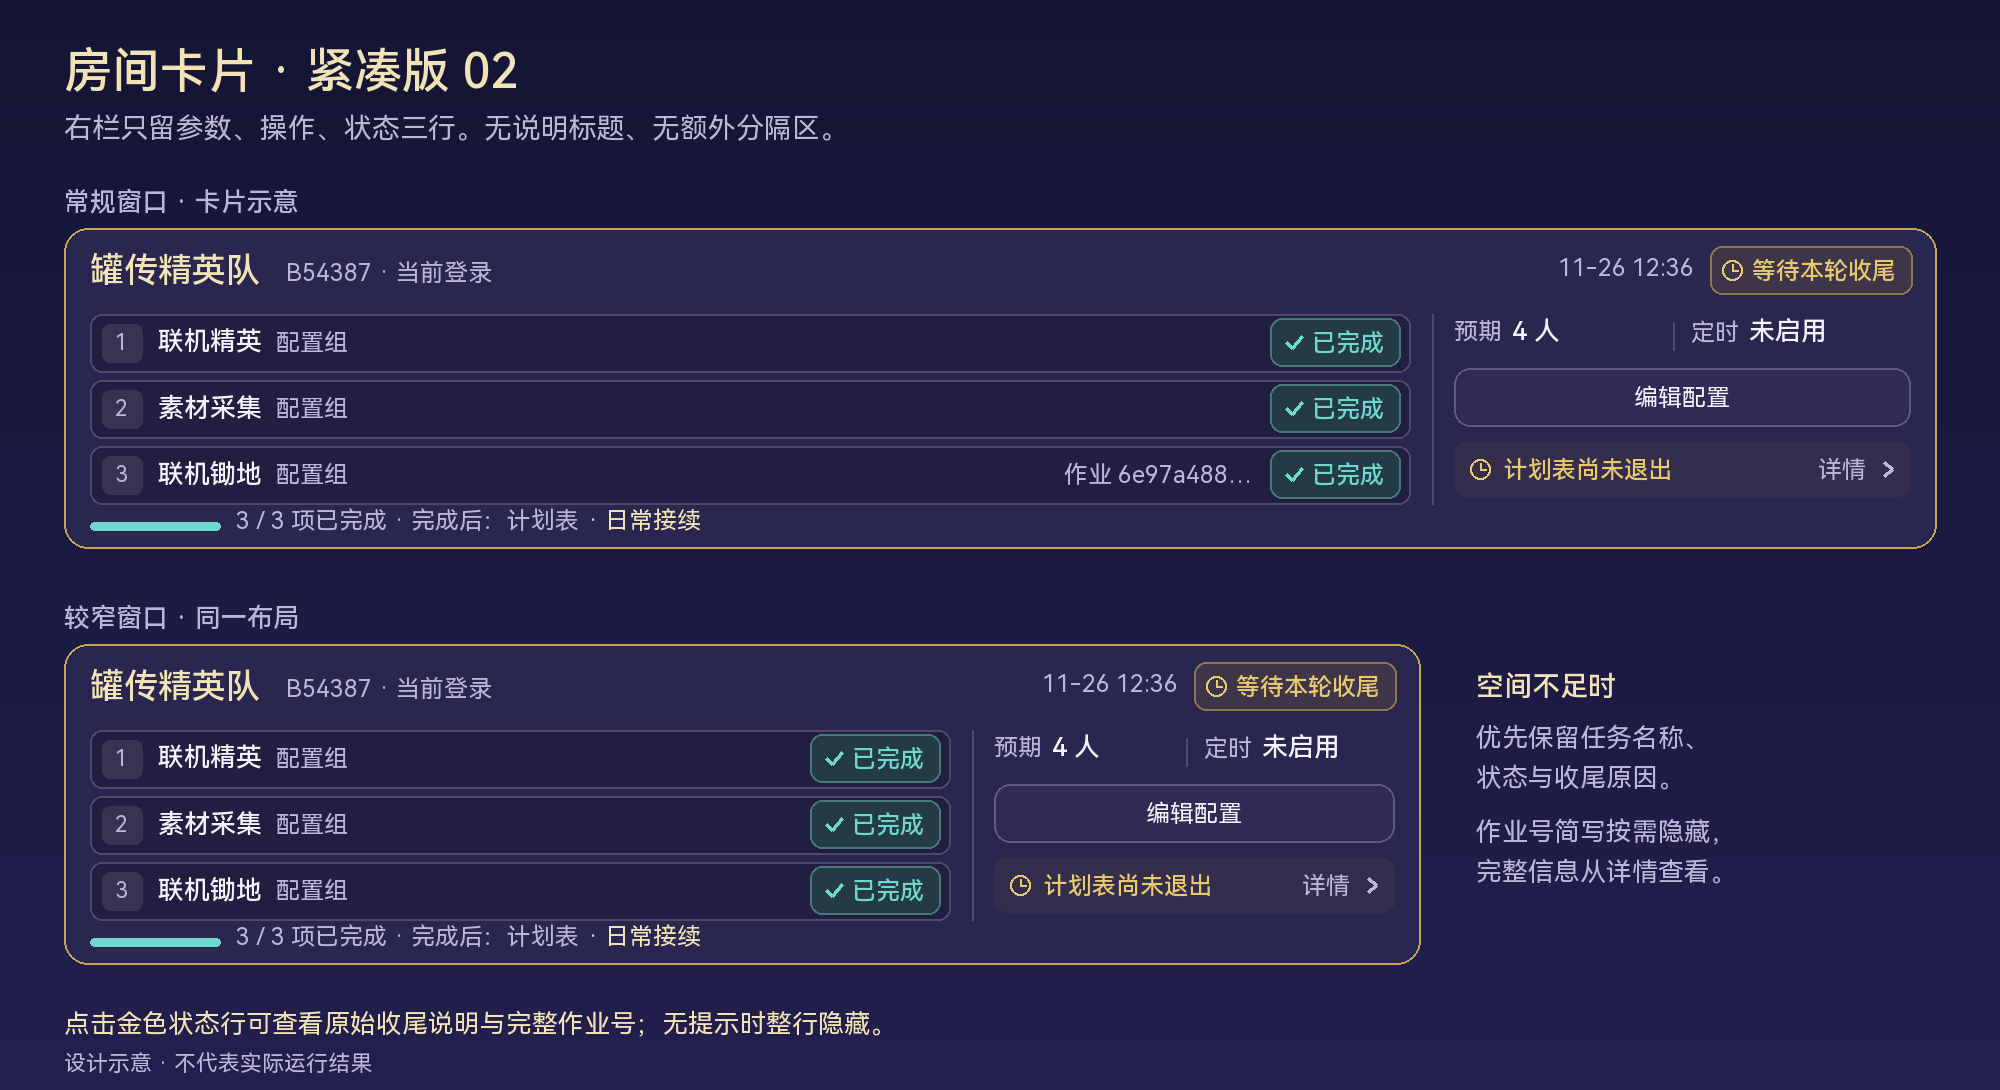 房间卡片 · 紧凑版 02
右栏只留参数、操作、状态三行。无说明标题、无额外分隔区。
常规窗口 · 卡片示意
罐传精英队 B54387 · 当前登录 11-26 12:36 等待本轮收尾
1 联机精英 配置组 已完成
预期 4 人 定时 未启用
2 素材采集 配置组 已完成
编辑配置
3 联机锄地 配置组 作业 6e97a488... 已完成
计划表尚未退出 详情
3 / 3 项已完成 · 完成后：计划表 · 日常接续
较窄窗口 · 同一布局
罐传精英队 B54387 · 当前登录 11-26 12:36 等待本轮收尾
1 联机精英 配置组 已完成
预期 4 人 定时 未启用
2 素材采集 配置组 已完成
编辑配置
3 联机锄地 配置组 已完成
计划表尚未退出 详情
3 / 3 项已完成 · 完成后：计划表 · 日常接续
空间不足时
优先保留任务名称、
状态与收尾原因。
作业号简写按需隐藏，
完整信息从详情查看。
点击金色状态行可查看原始收尾说明与完整作业号；无提示时整行隐藏。
设计示意 · 不代表实际运行结果